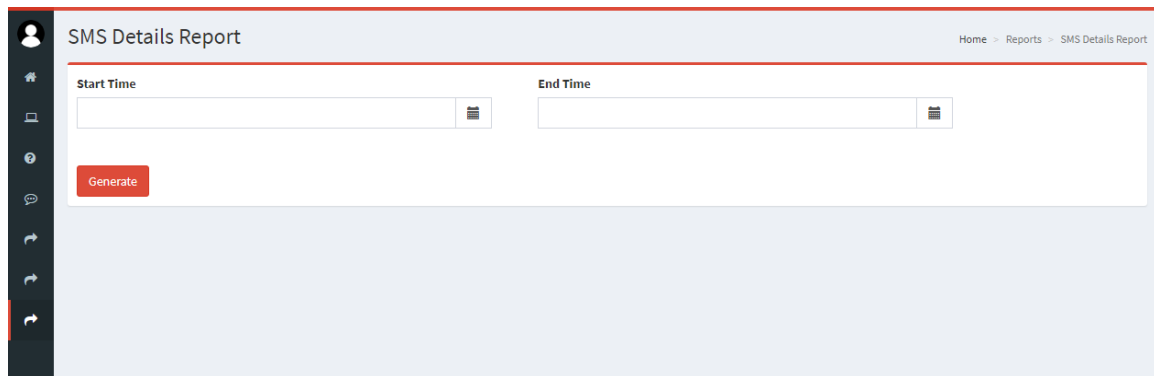 SMS Details Report
Home > Reports > SMS Details Report
Start Time
End Time
Generate